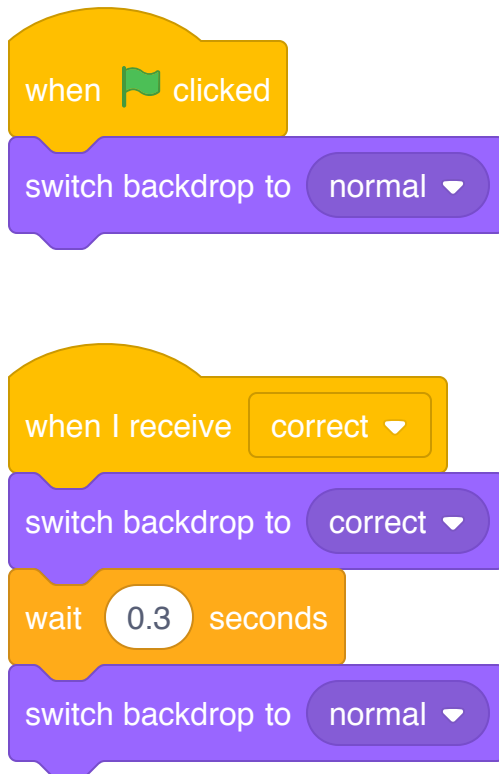 when clicked
switch backdrop to normal
when I receive correct
switch backdrop to correct
wait 0.3 seconds
switch backdrop to normal